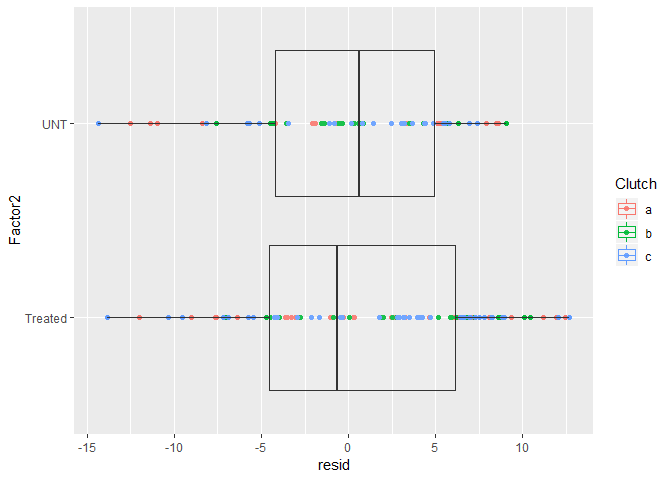 Factor2
UNT
Treated
-15
-10
-5
0
5
10
resid
Clutch
a
b
c